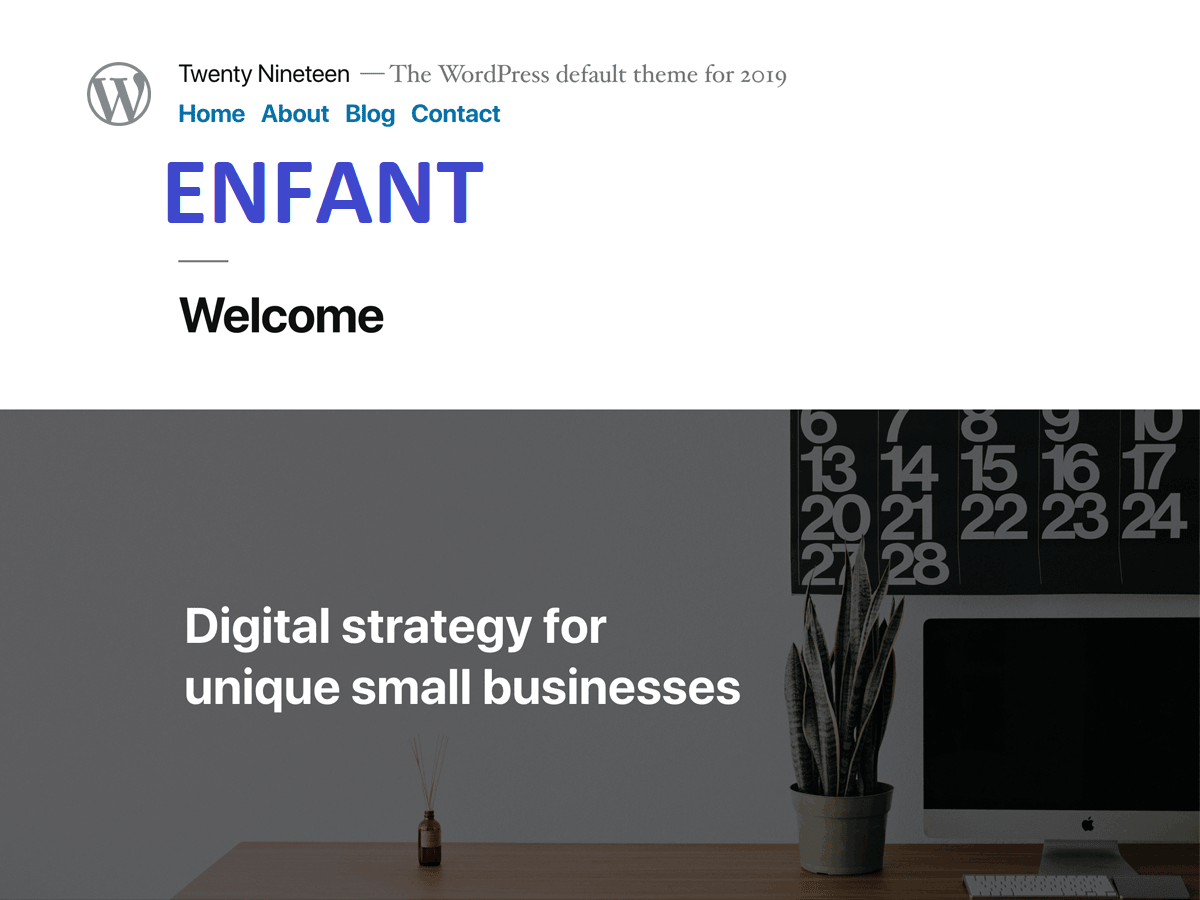 Twenty Nineteen — The WordPress default theme for 2019
Home About Blog Contact
ENFANT
Welcome
6 7 8 9 10
13 14 15 16 17
20 21 22 23 24
27 28
Digital strategy for
unique small businesses